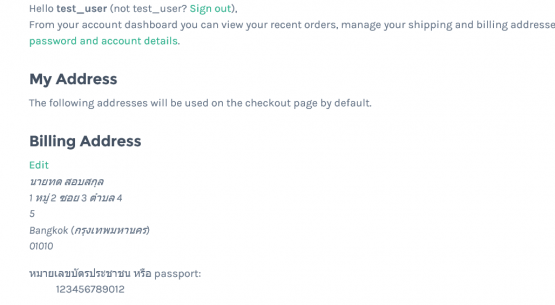 Hello test_user (not test_user? Sign out),
From your account dashboard you can view your recent orders, manage your shipping and billing addresse
password and account details.
My Address
The following addresses will be used on the checkout page by default.
Billing Address
Edit
นายทด สอบสกุล
1 หมู่ 2 ซอย 3 ตำบล 4
5
Bangkok (กรุงเทพมหานคร)
01010
หมายเลขบัตรประชาชน หรือ passport:
123456789012